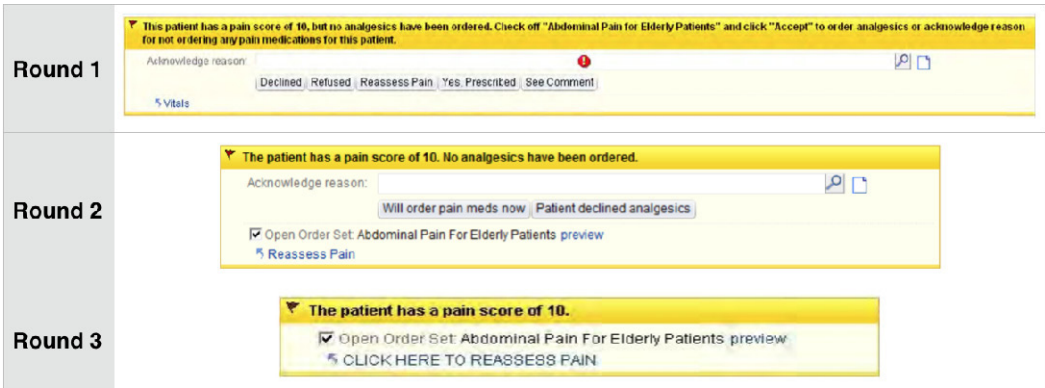 Round 1
This patient has a pain score of 10, but no analgesics have been ordered. Check off "Abdominal Pain for Elderly Patients" and click "Accept" to order analgesics or acknowledge reason
for not ordering any pain medications for this patient.
Acknowledge reason:
Declined Refused Reassess Pain Yes, Prescribed See Comment
Vitals
Round 2
The patient has a pain score of 10. No analgesics have been ordered.
Acknowledge reason:
Will order pain meds now Patient declined analgesics
Open Order Set: Abdominal Pain For Elderly Patients preview
Reassess Pain
Round 3
The patient has a pain score of 10.
Open Order Set: Abdominal Pain For Elderly Patients preview
CLICK HERE TO REASSESS PAIN